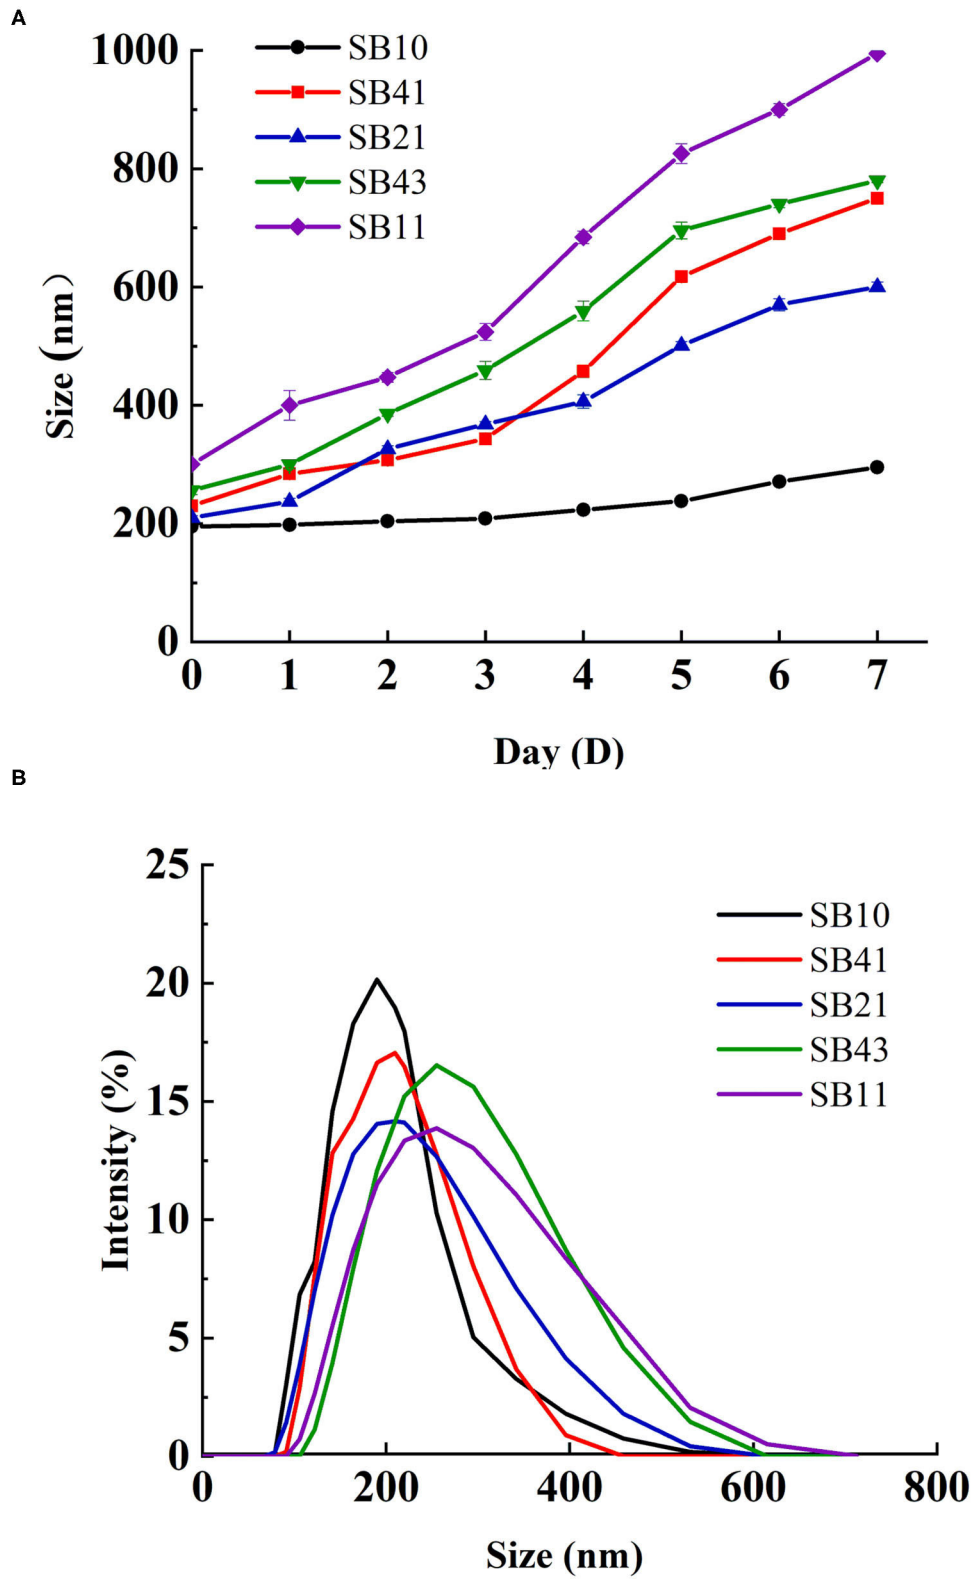 A
1000
800
600
400
200
0
Size (nm)
SB10
SB41
SB21
SB43
SB11
0 1 2 3 4 5 6 7
Day (D)
B
25
20
15
10
5
0
Intensity (%)
SB10
SB41
SB21
SB43
SB11
0 200 400 600 800
Size (nm)